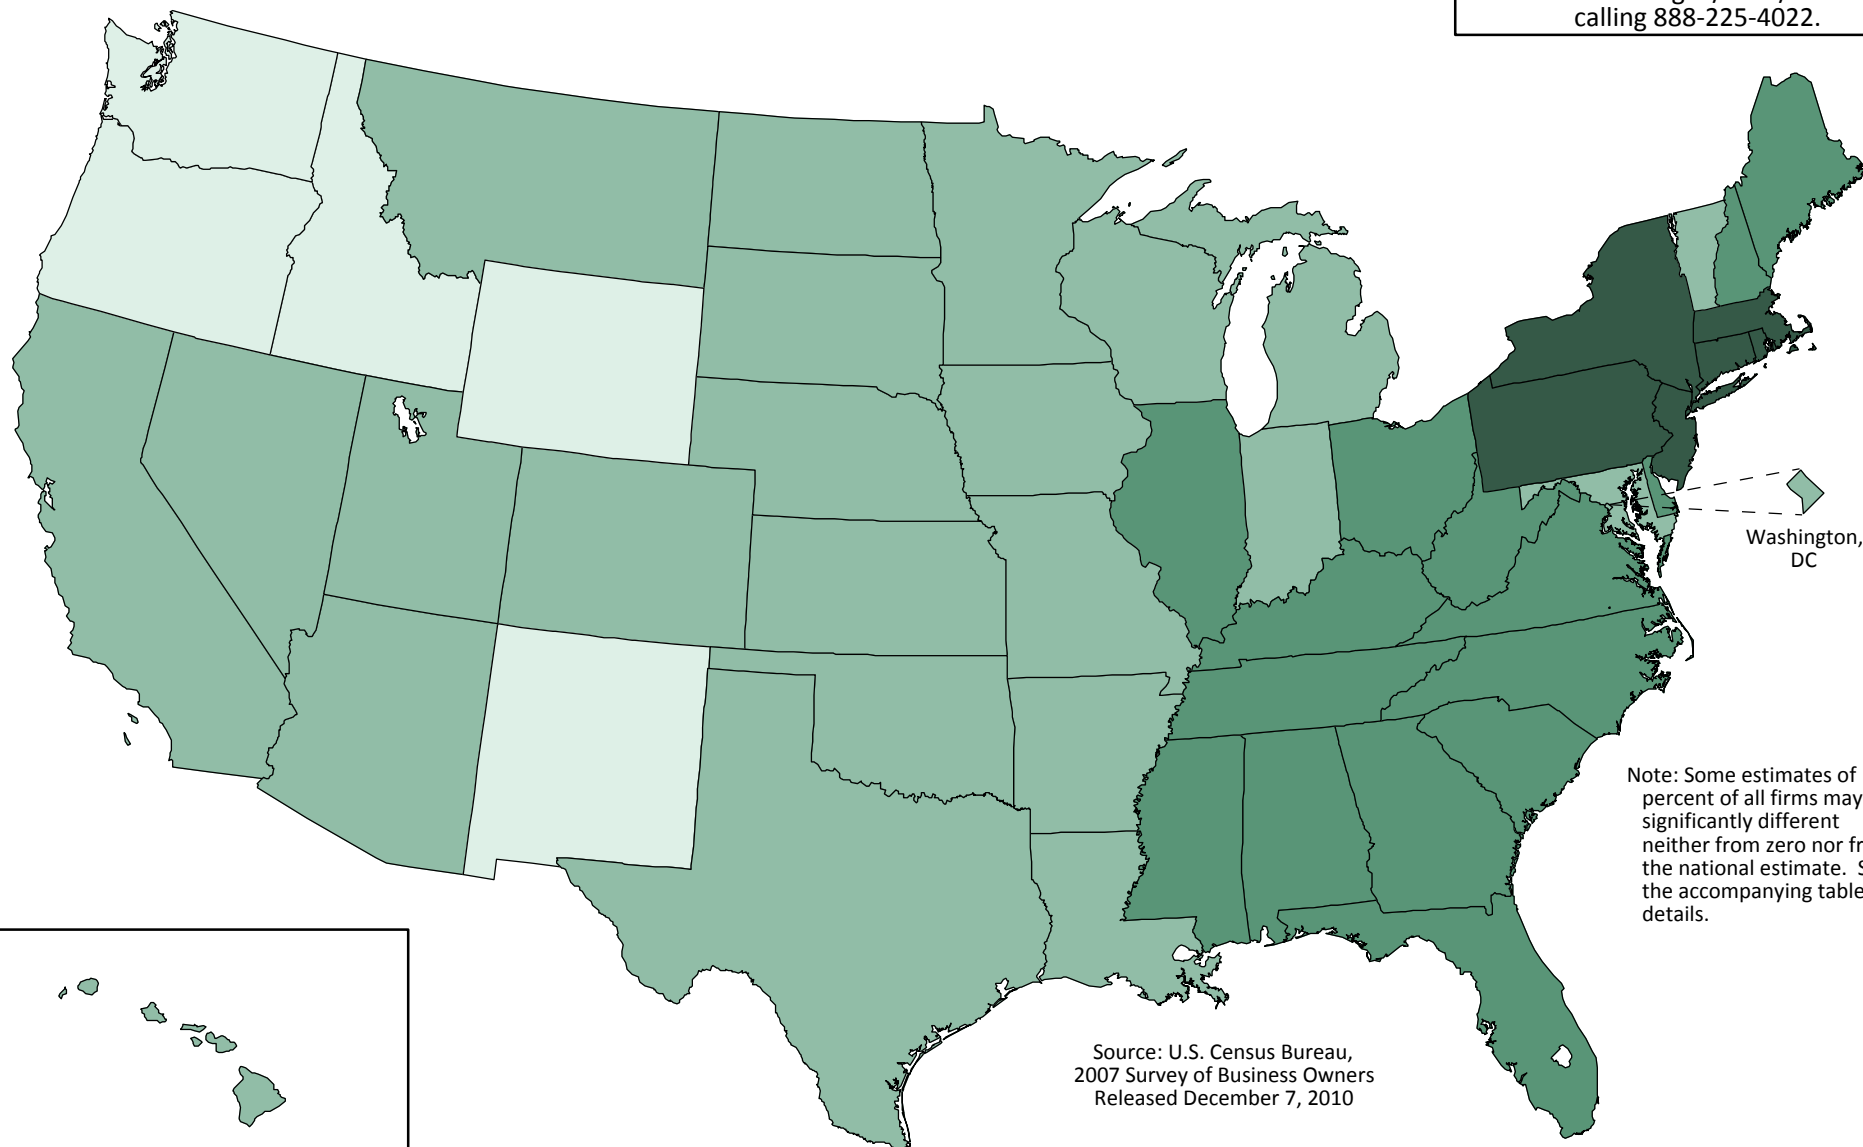 calling 888-225-4022.
Washington,
DC
Note: Some estimates of
percent of all firms may
significantly different
neither from zero nor fr
the national estimate. S
the accompanying table
details.
Source: U.S. Census Bureau,
2007 Survey of Business Owners
Released December 7, 2010